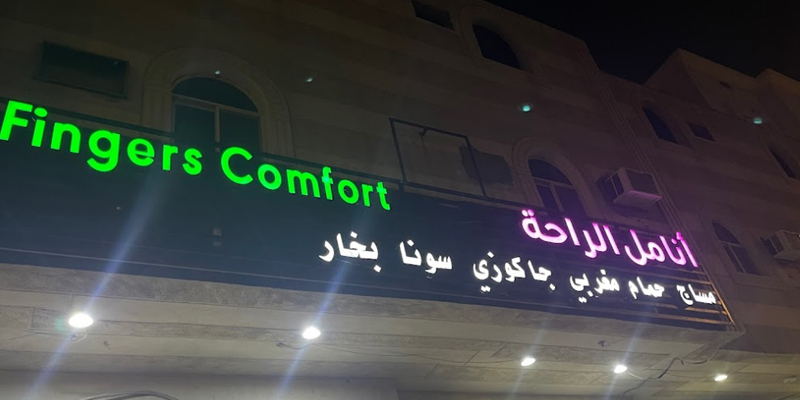 Fingers Comfort
أنامل الراحة
مساج حمام مغربي جاكوزي سونا بخار